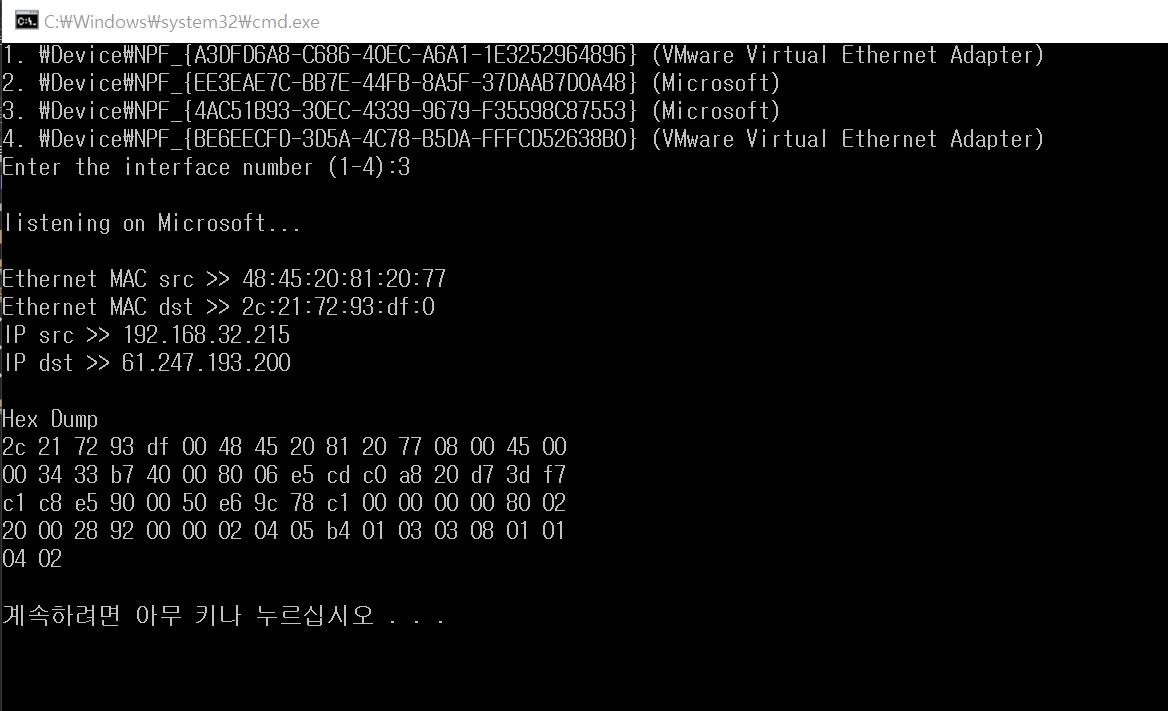 C:₩Windows₩system32₩cmd.exe
1. ₩Device₩NPF_{A3DFD6A8-C686-40EC-A6A1-1E3252964896} (VMware Virtual Ethernet Adapter)
2. ₩Device₩NPF_{EE3EAE7C-BB7E-44FB-8A5F-37DAAB7D0A48} (Microsoft)
3. ₩Device₩NPF_{4AC51B93-30EC-4339-9679-F35598C87553} (Microsoft)
4. ₩Device₩NPF_{BE6EECFD-3D5A-4C78-B5DA-FFFCD52638B0} (VMware Virtual Ethernet Adapter)
Enter the interface number (1-4):3
listening on Microsoft...
Ethernet MAC src >> 48:45:20:81:20:77
Ethernet MAC dst >> 2c:21:72:93:df:0
IP src >> 192.168.32.215
IP dst >> 61.247.193.200
Hex Dump
2c 21 72 93 df 00 48 45 20 81 20 77 08 00 45 00
00 34 33 b7 40 00 80 06 e5 cd c0 a8 20 d7 3d f7
c1 c8 e5 90 00 50 e6 9c 78 c1 00 00 00 00 80 02
20 00 28 92 00 00 02 04 05 b4 01 03 03 08 01 01
04 02
계속하려면 아무 키나 누르십시오 . . .